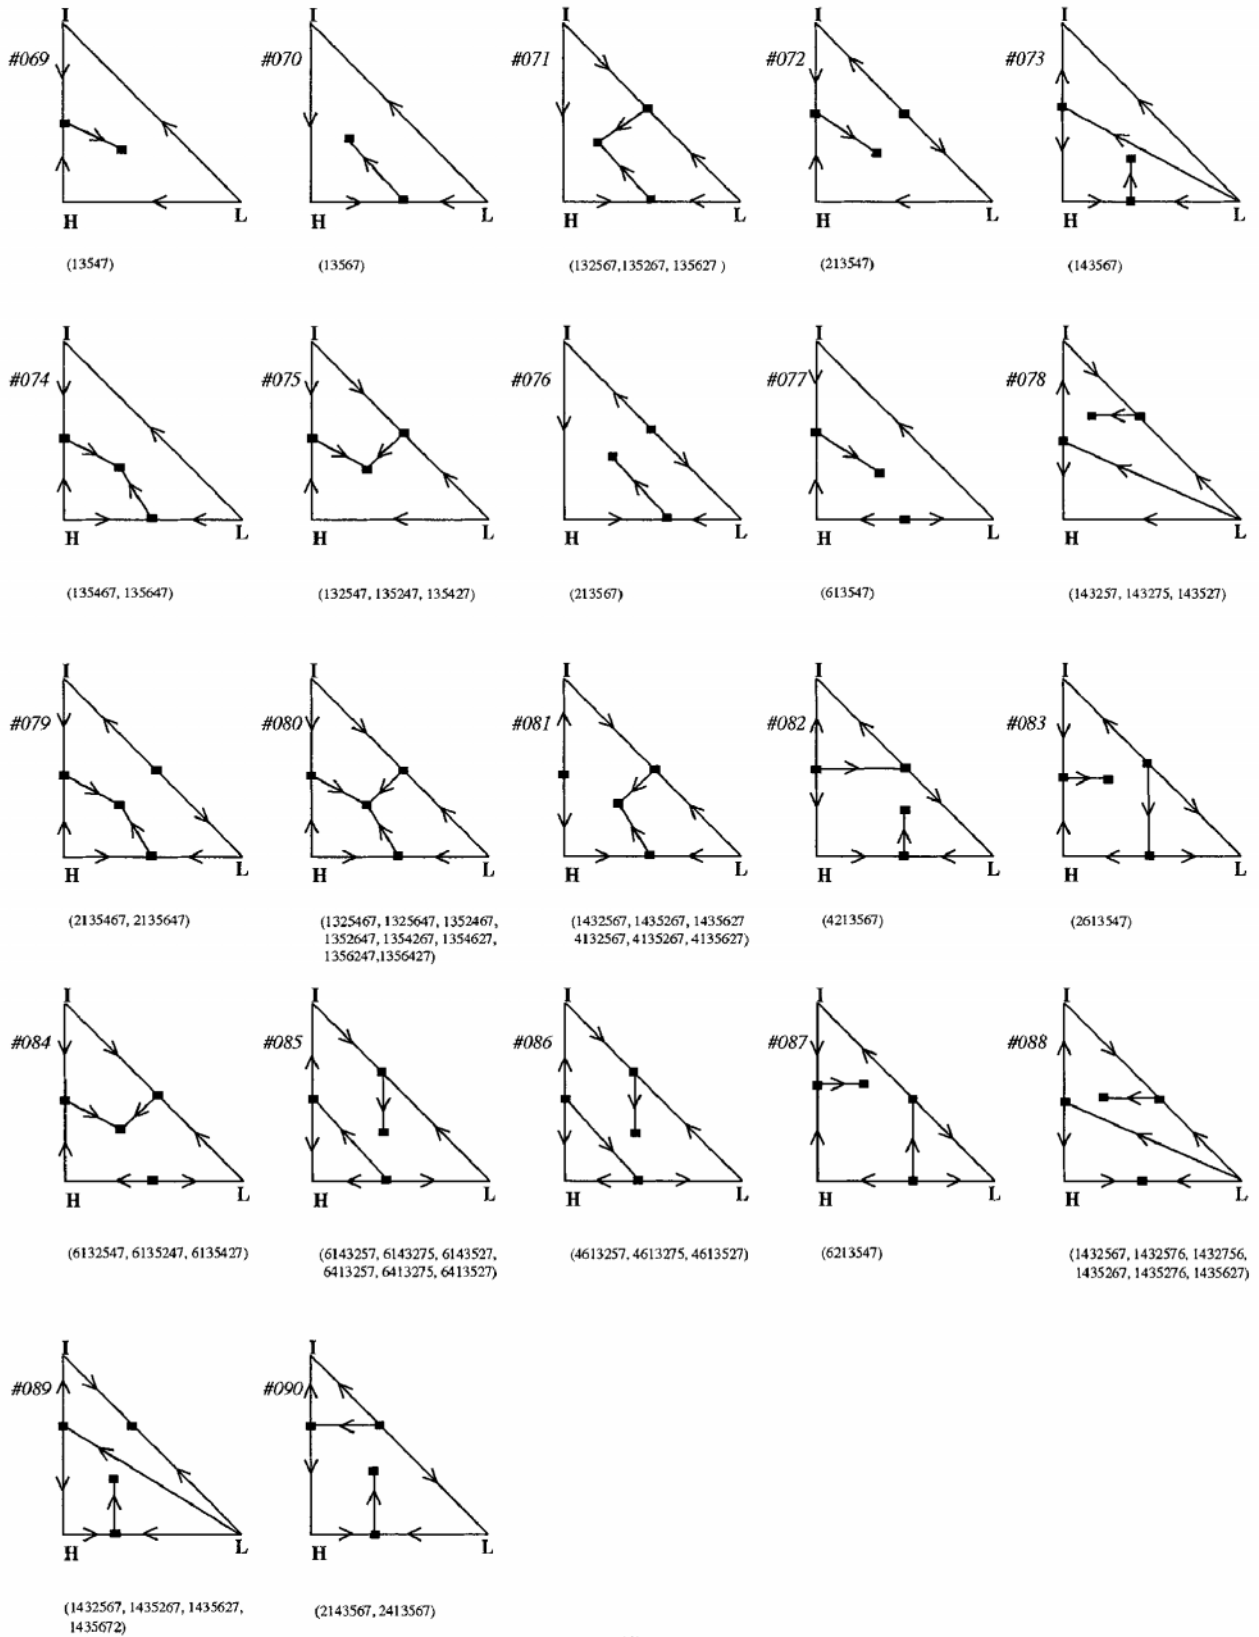 I I I I I
#069 #070 #071 #072 #073
H L H L H L H L H L
(13547) (13567) (132567,135267, 135627 ) (213547) (143567)
I I I I I
#074 #075 #076 #077 #078
H L H L H L H L H L
(135467, 135647) (132547, 135247, 135427) (213567) (613547) (143257, 143275, 143527)
I I I I I
#079 #080 #081 #082 #083
H L H L H L H L H L
(2135467, 2135647) (1325467, 1325647, 1352467, (1432567, 1435267, 1435627 (4213567) (2613547)
1352647, 1354267, 1354627, 4132567, 4135267, 4135627)
1356247,1356427)
I I I I I
#084 #085 #086 #087 #088
H L H L H L H L H L
(6132547, 6135247, 6135427) (6143257, 6143275, 6143527, (4613257, 4613275, 4613527) (6213547) (1432567, 1432576, 1432756,
6413257, 6413275, 6413527) 1435267, 1435276, 1435627)
I I
#089 #090
H L H L
(1432567, 1435267, 1435627, (2143567, 2413567)
1435672)